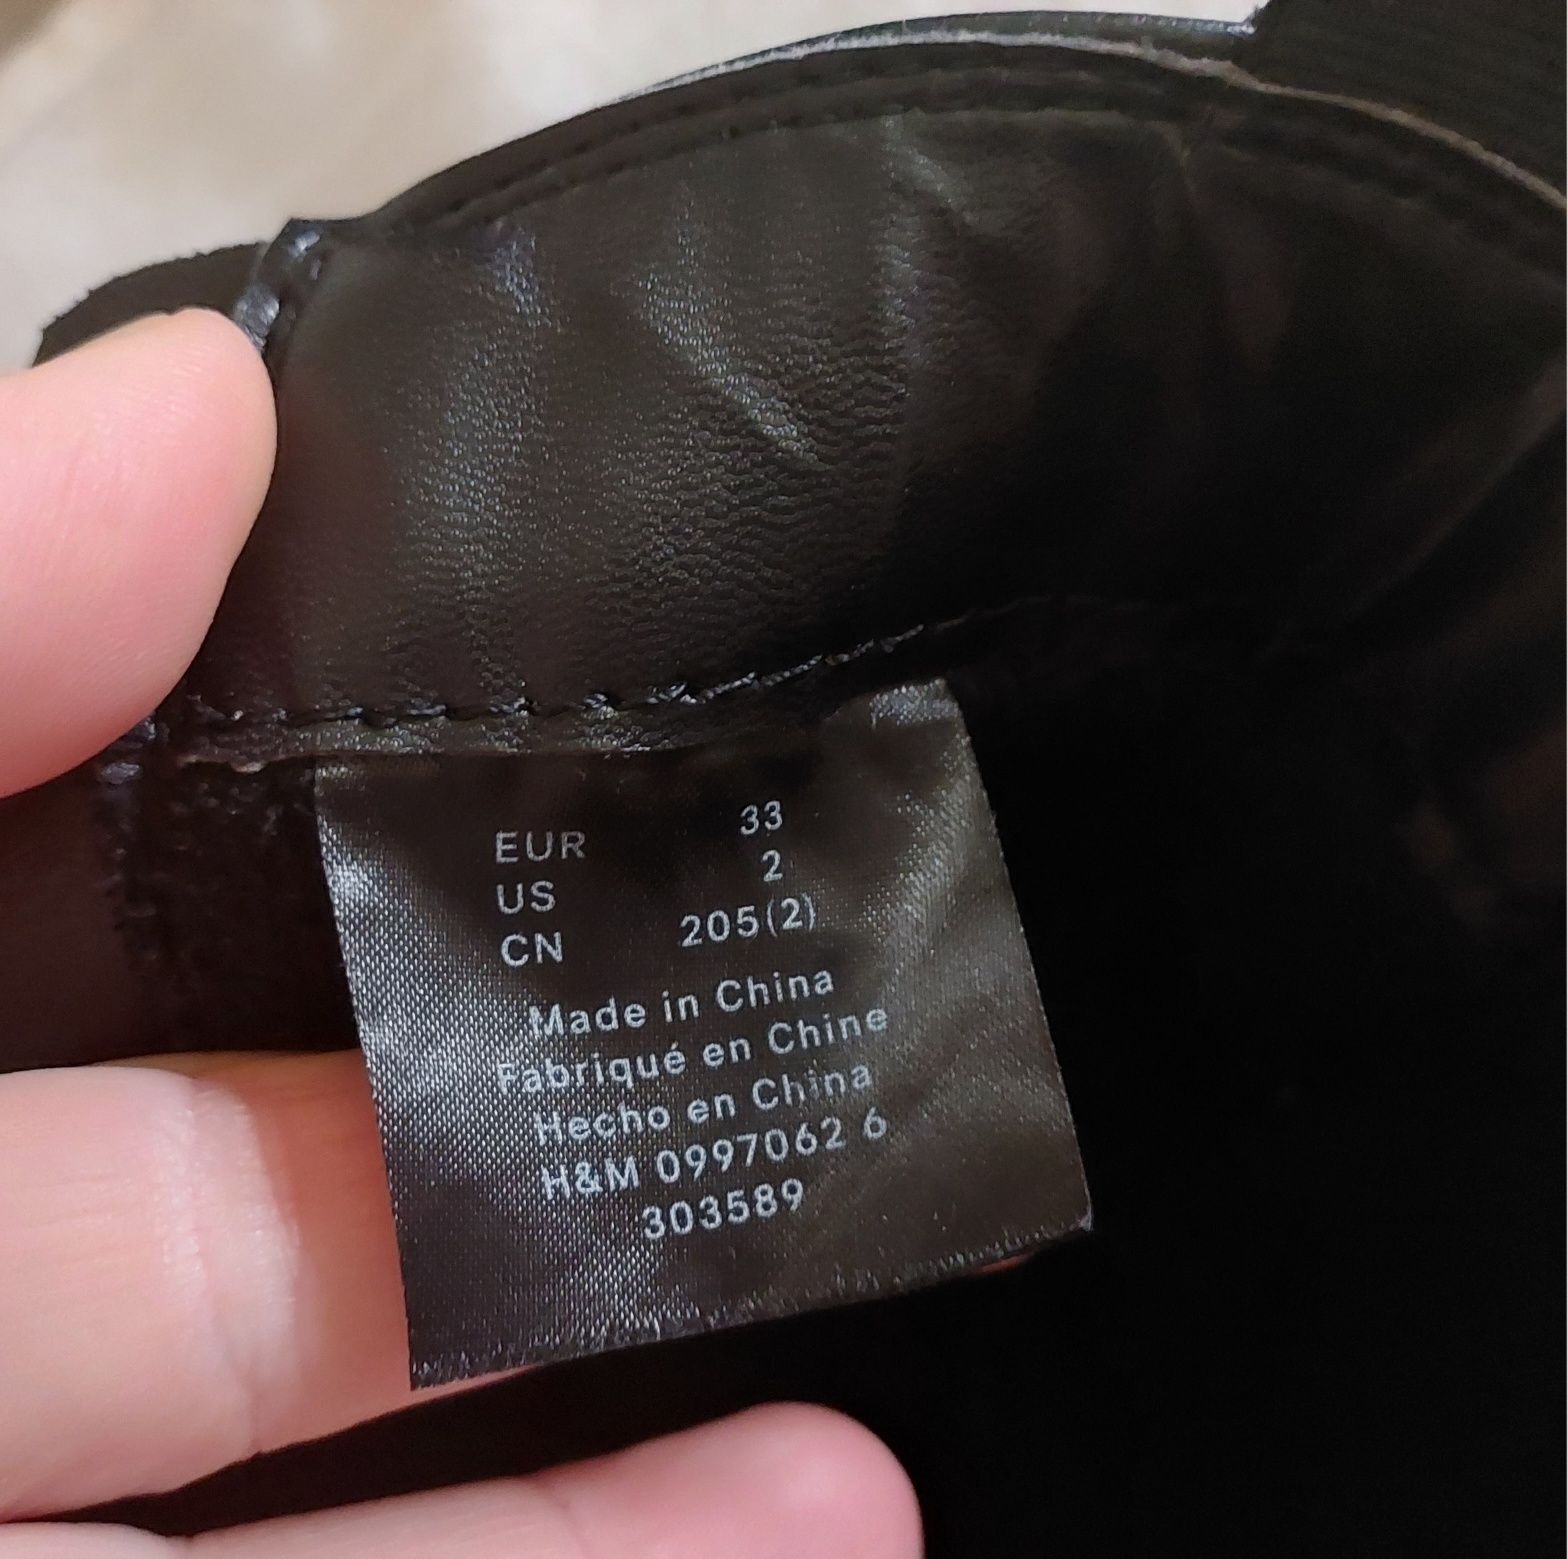 EUR 33
US 2
CN 205(2)
Made in China
Fabriqué en Chine
Hecho en China
H&M 0997062 6
303589